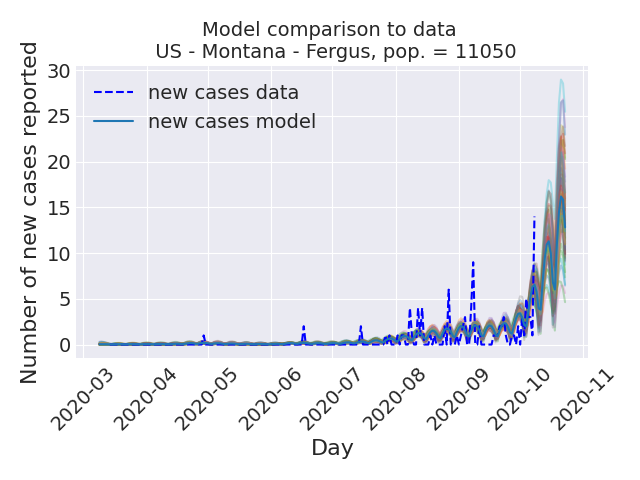 Model comparison to data
US - Montana - Fergus, pop. = 11050
Number of new cases reported
30
25
20
15
10
5
0
new cases data
new cases model
2020-03
2020-04
2020-05
2020-06
2020-07
2020-08
2020-09
2020-10
2020-11
Day